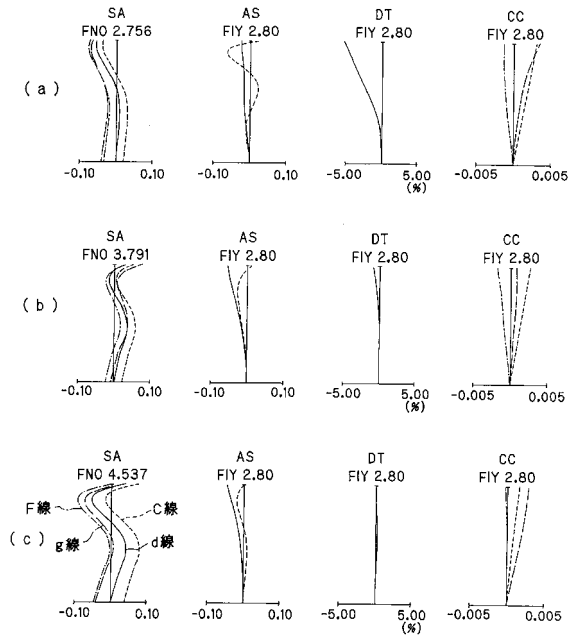 SA AS DT CC
FNO 2.756 FIY 2.80 FIY 2.80 FIY 2.80
(a)
-0.10 0.10 -0.10 0.10 -5.00 5.00 -0.005 0.005
(%)
SA AS DT CC
FNO 3.791 FIY 2.80 FIY 2.80 FIY 2.80
(b)
-0.10 0.10 -0.10 0.10 -5.00 5.00 -0.005 0.005
(%)
SA AS DT CC
FNO 4.537 FIY 2.80 FIY 2.80 FIY 2.80
F線 C線
(c) g線 d線
-0.10 0.10 -0.10 0.10 -5.00 5.00 -0.005 0.005
(%)